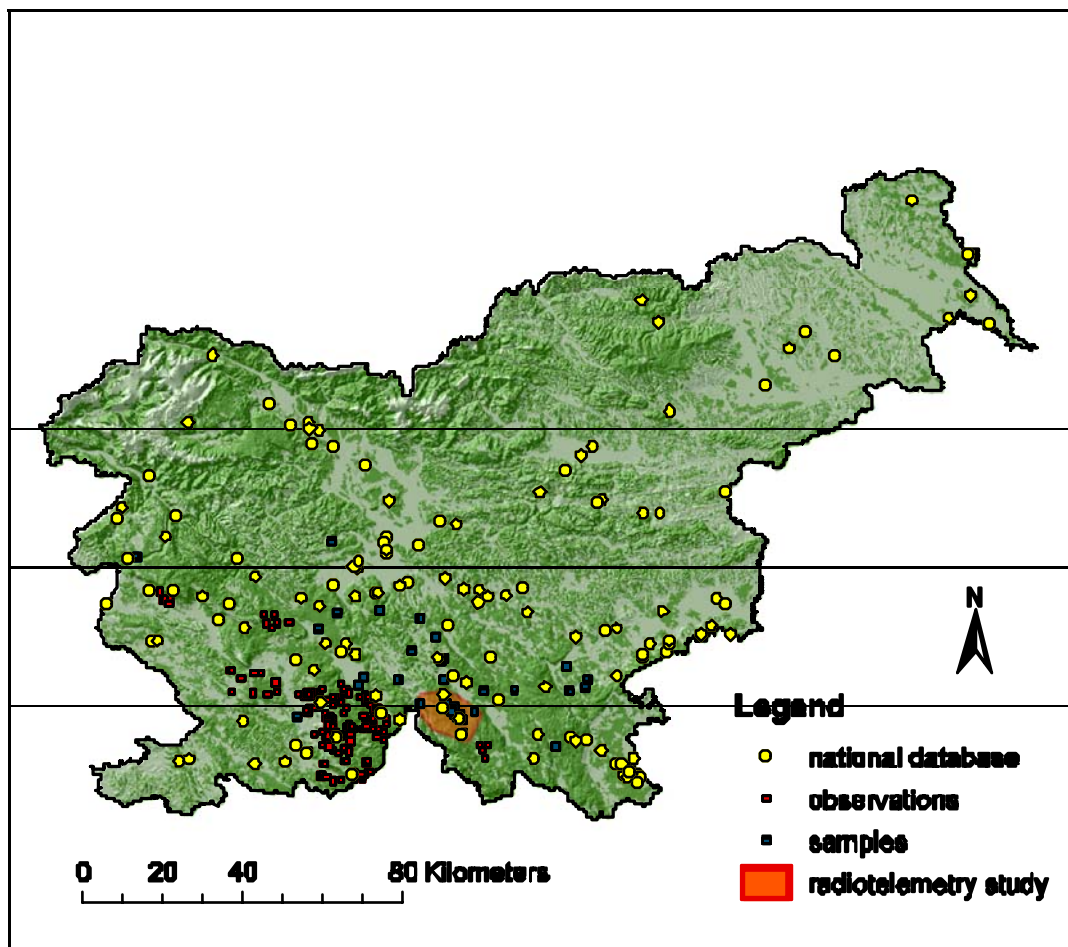 N
Legend
national database
observations
samples
radiotelemetry study
0 20 40 80 Kilometers